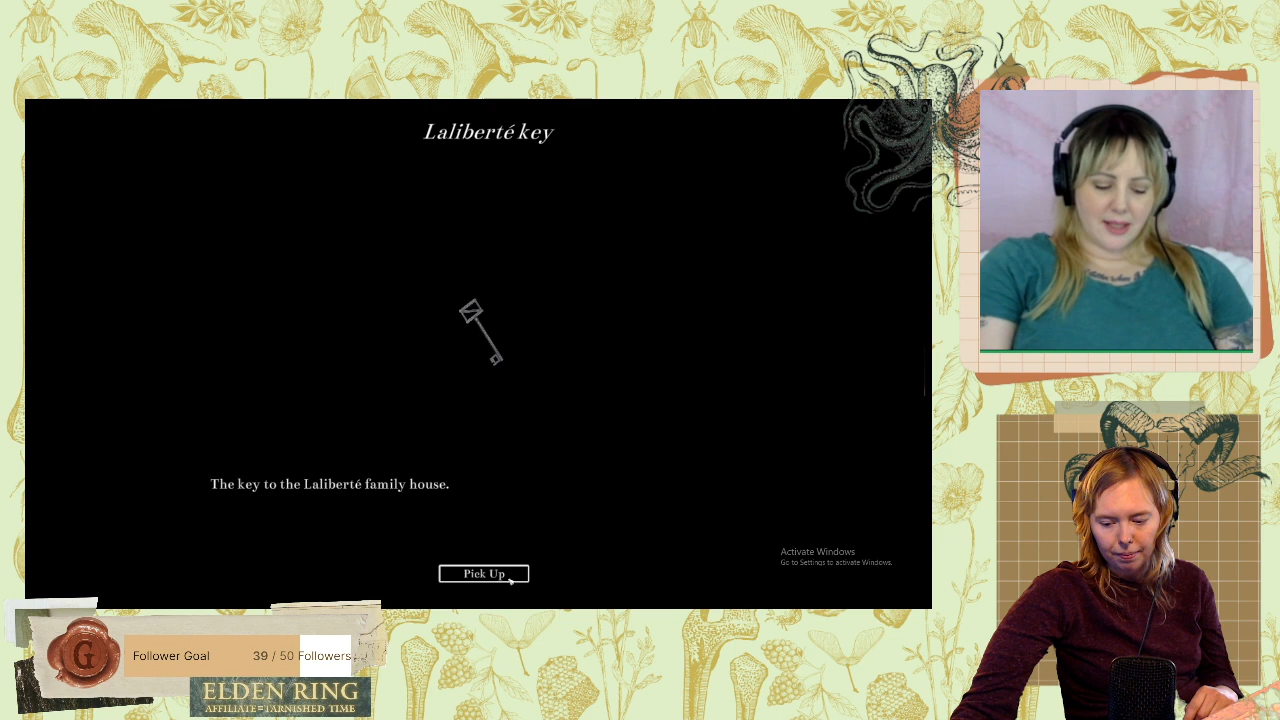 Laliberté key
The key to the Laliberté family house.
Pick Up
Activate Windows
Go to Settings to activate Windows.
G
Follower Goal
39 / 50 Followers
ELDEN RING
AFFILIATE=TARNISHED TIME